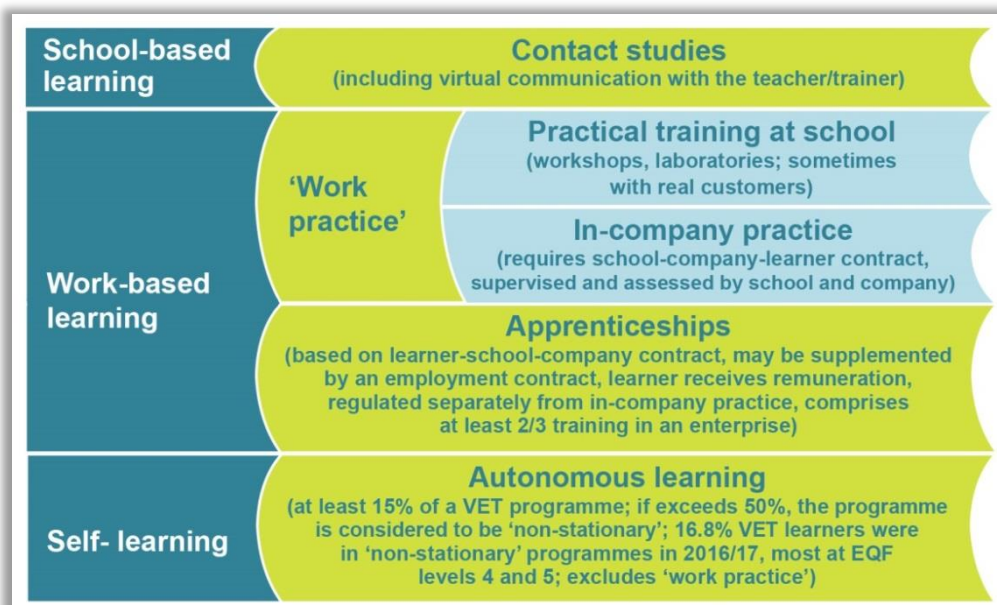 School-based
learning
Contact studies
(including virtual communication with the teacher/trainer)
Work-based
learning
‘Work
practice’
Practical training at school
(workshops, laboratories; sometimes
with real customers)
In-company practice
(requires school-company-learner contract,
supervised and assessed by school and company)
Apprenticeships
(based on learner-school-company contract, may be supplemented
by an employment contract, learner receives remuneration,
regulated separately from in-company practice, comprises
at least 2/3 training in an enterprise)
Self- learning
Autonomous learning
(at least 15% of a VET programme; if exceeds 50%, the programme
is considered to be ‘non-stationary’; 16.8% VET learners were
in ‘non-stationary’ programmes in 2016/17, most at EQF
levels 4 and 5; excludes ‘work practice’)